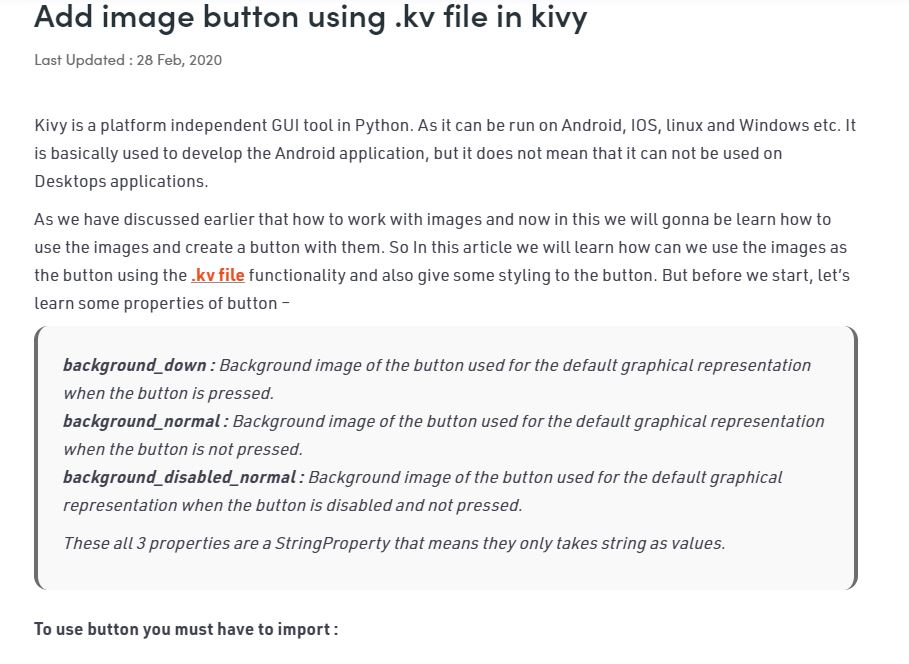 Add image button using .kv file in kivy
Last Updated : 28 Feb, 2020
Kivy is a platform independent GUI tool in Python. As it can be run on Android, IOS, linux and Windows etc. It
is basically used to develop the Android application, but it does not mean that it can not be used on
Desktops applications.
As we have discussed earlier that how to work with images and now in this we will gonna be learn how to
use the images and create a button with them. So In this article we will learn how can we use the images as
the button using the .kv file functionality and also give some styling to the button. But before we start, let’s
learn some properties of button –
background_down : Background image of the button used for the default graphical representation
when the button is pressed.
background_normal : Background image of the button used for the default graphical representation
when the button is not pressed.
background_disabled_normal : Background image of the button used for the default graphical
representation when the button is disabled and not pressed.
These all 3 properties are a StringProperty that means they only takes string as values.
To use button you must have to import :